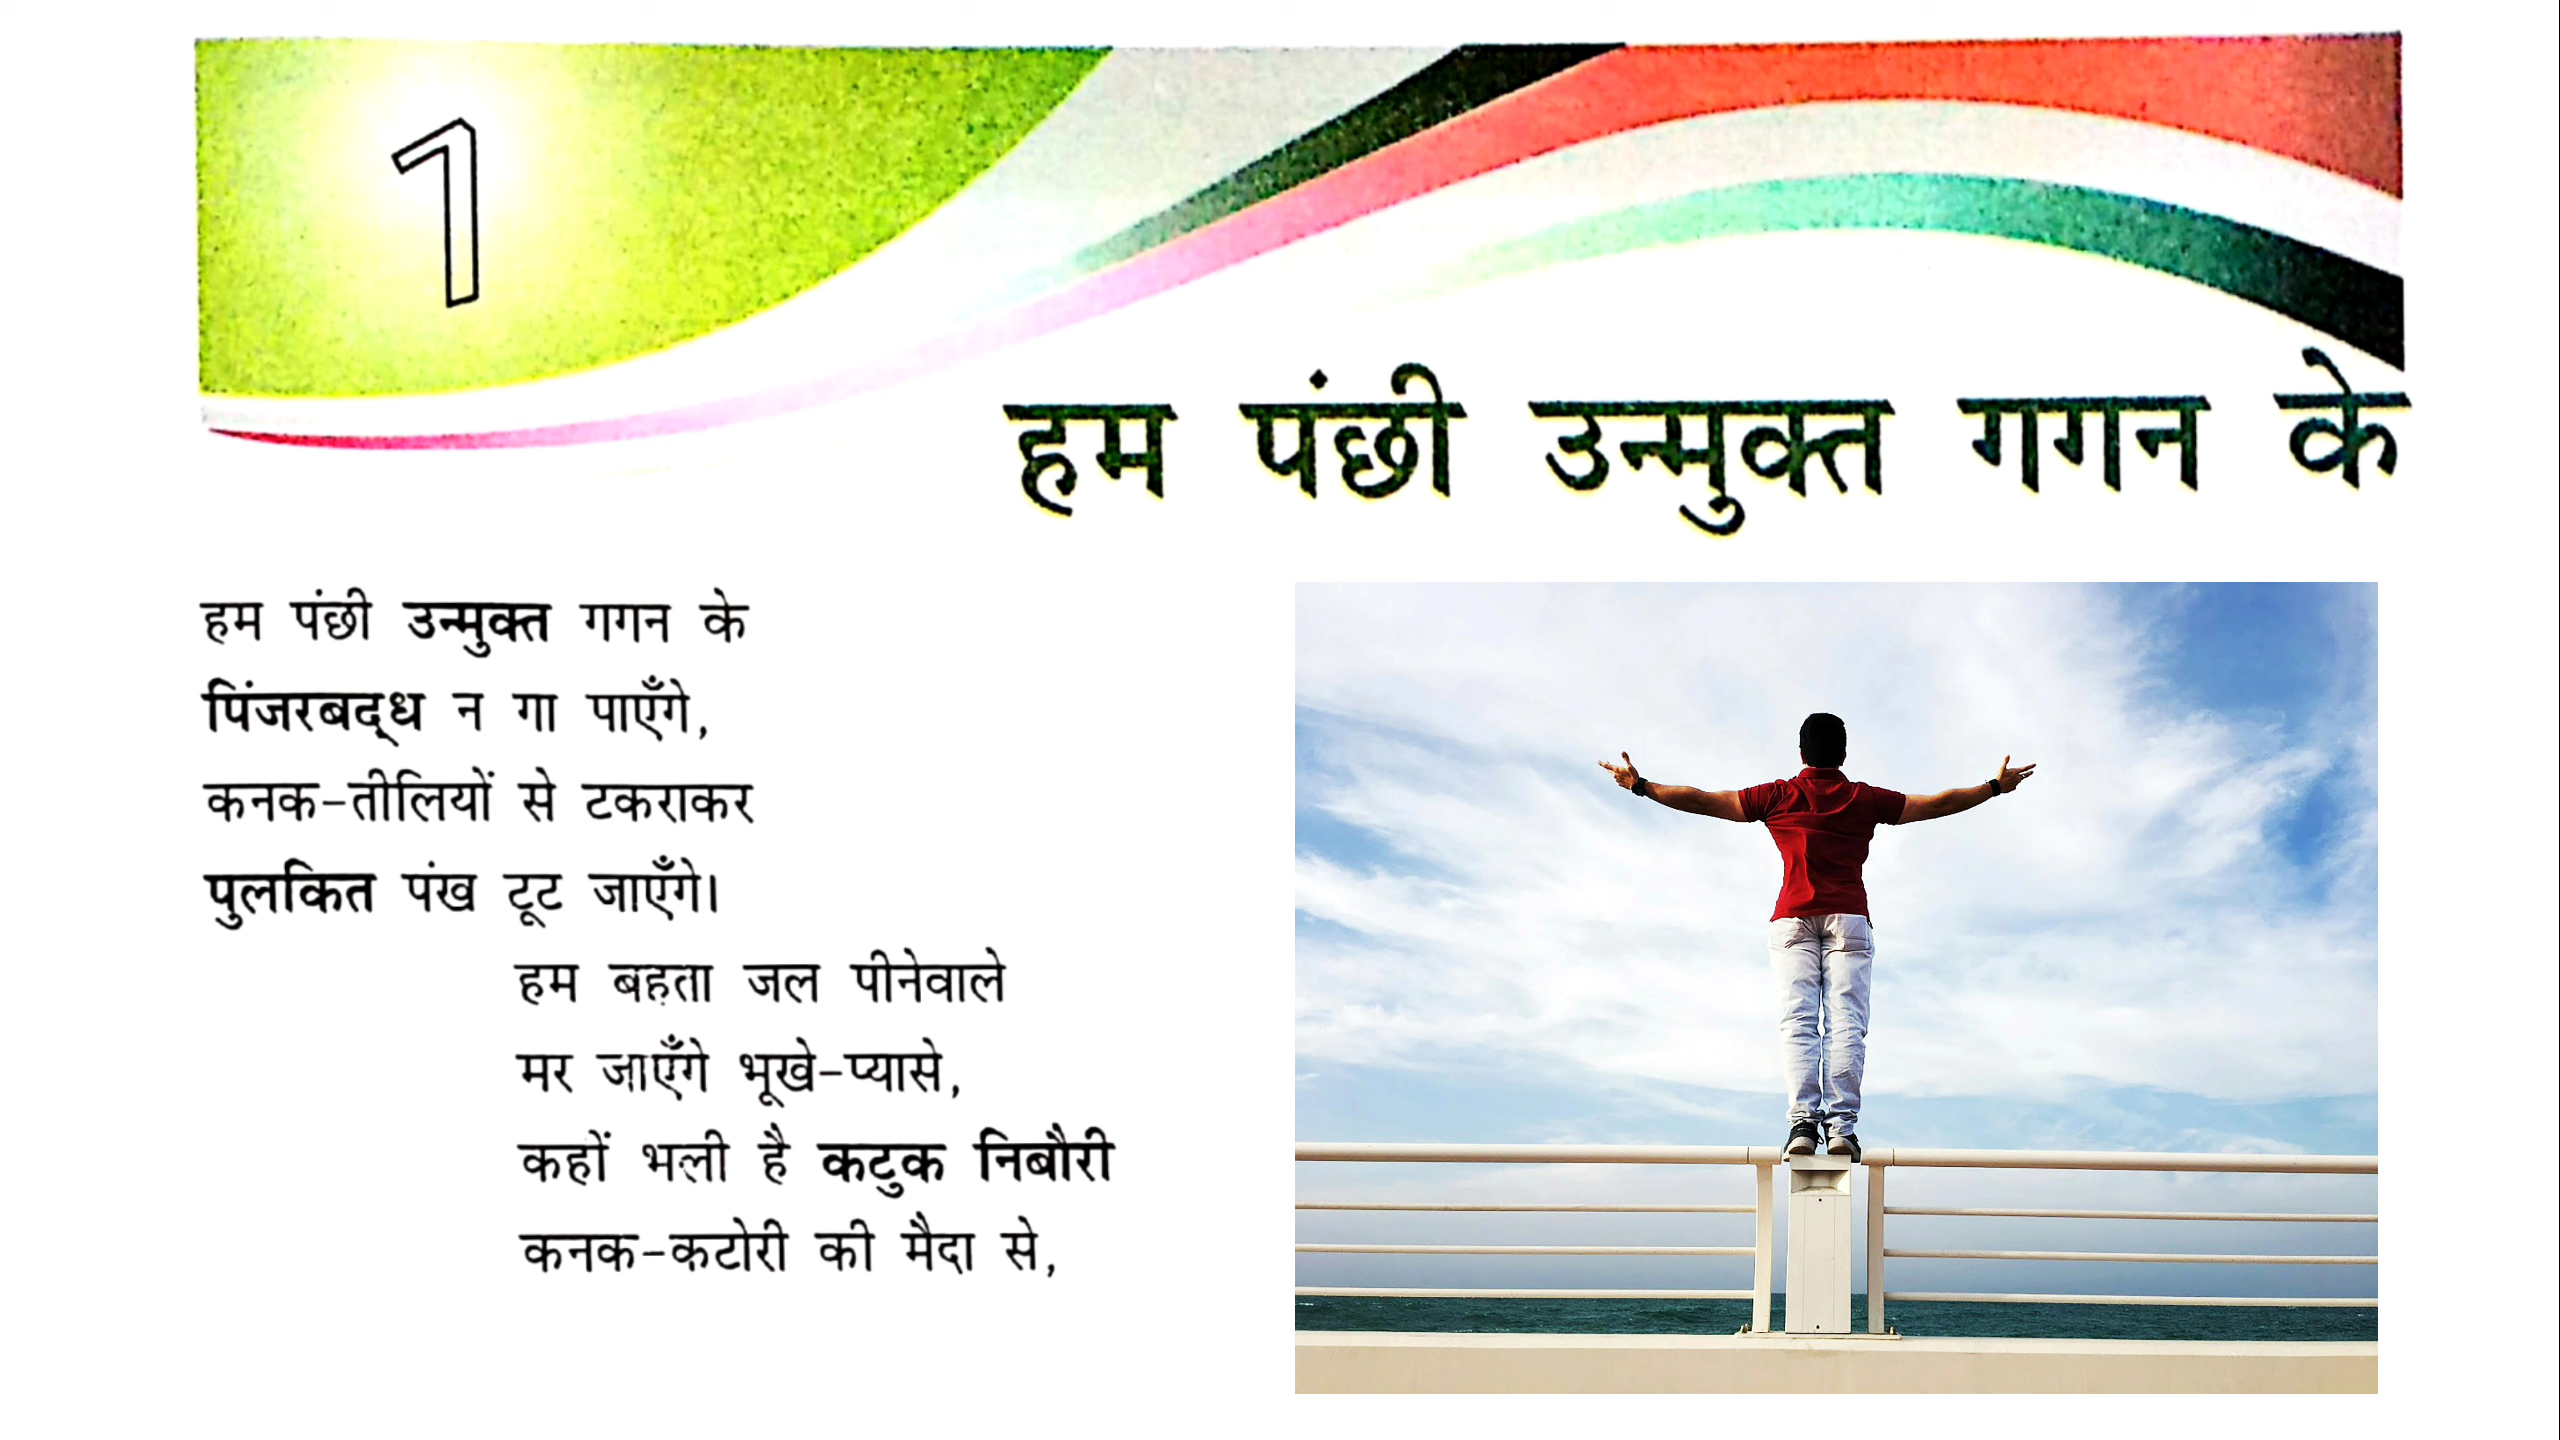 1
हम पंछी उन्मुक्त गगन के
हम पंछी उन्मुक्त गगन के
पिंजरबद्ध न गा पाएँगे,
कनक-तीलियों से टकराकर
पुलकित पंख टूट जाएँगे।
हम बहता जल पीनेवाले
मर जाएँगे भूखे-प्यासे,
कहीं भली है कटुक निबौरी
कनक-कटोरी की मैदा से,